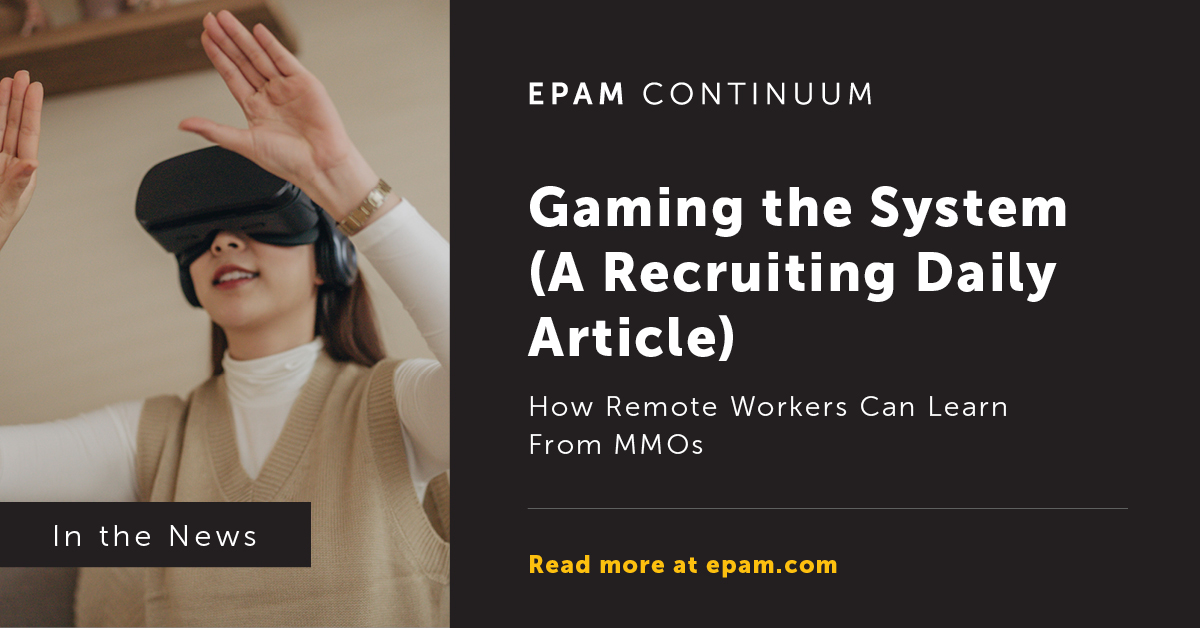 EPAM CONTINUUM
Gaming the System
(A Recruiting Daily
Article)
How Remote Workers Can Learn
From MMOs
In the News
Read more at epam.com